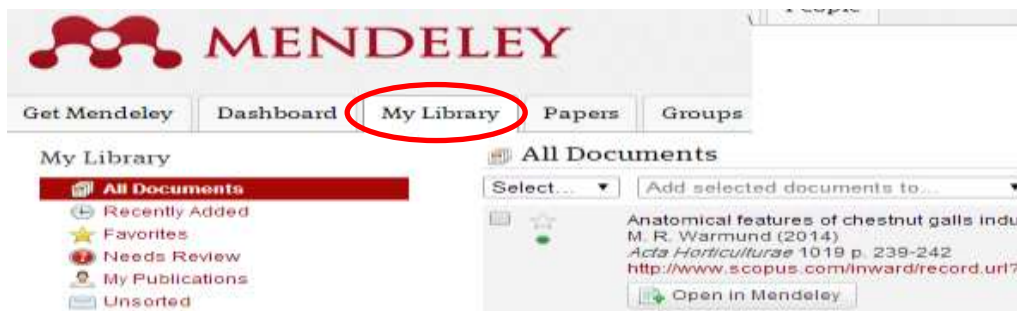 People
MENDELEY
Get Mendeley Dashboard My Library Papers Groups
My Library
All Documents
Recently Added
Favorites
Needs Review
My Publications
Unsorted
All Documents
Select... Add selected documents to...
Anatomical features of chestnut galls indu
M. R. Warmund (2014)
Acta Horticulturae 1019 p. 239-242
http://www.scopus.com/inward/record.url?
Open in Mendeley